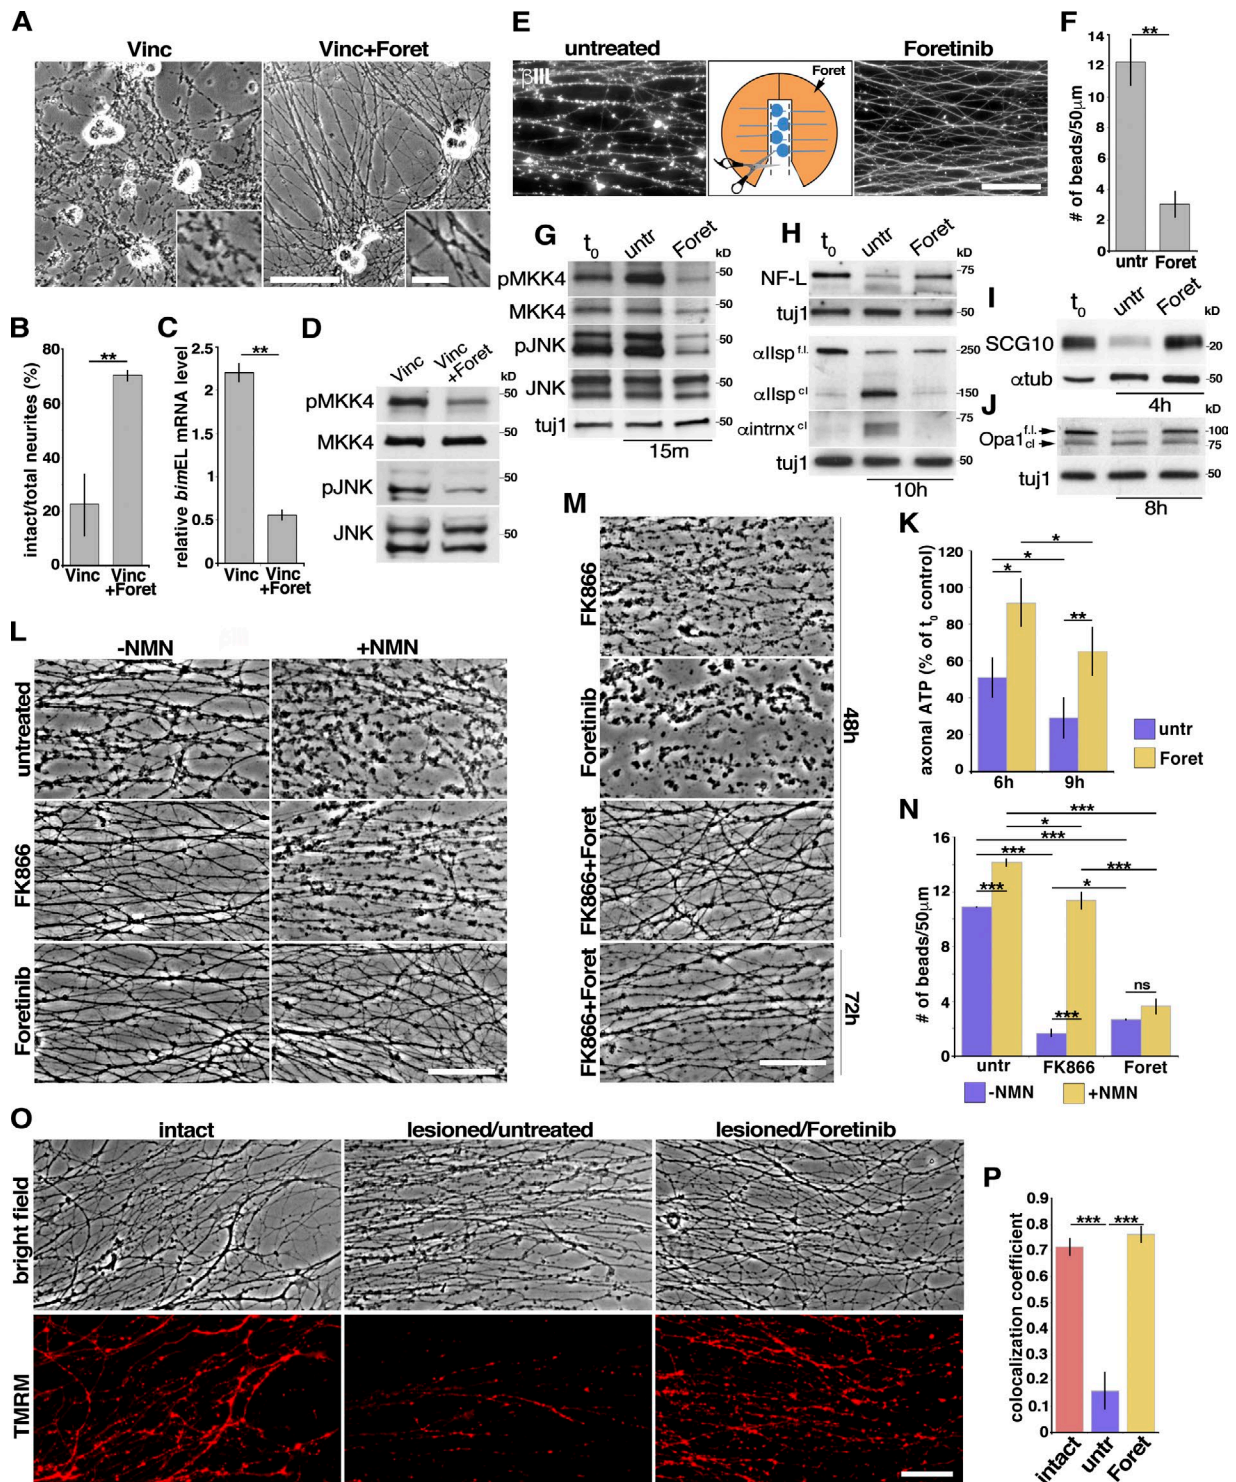 A
Vinc
Vinc+Foret
B
intact/total neurites (%)
80
60
40
20
0
**
Vinc
Vinc
+Foret
C
relative bimEL mRNA level
2.5
2
1.5
1
0.5
0
**
Vinc
Vinc
+Foret
D
Vinc
Vinc
+Foret
kD
pMKK4
-50
MKK4
pJNK
-50
JNK
-50
E
untreated
Foretinib
βIII
Foret
F
# of beads/50µm
14
12
10
8
6
4
2
0
**
untr
Foret
G
t0
untr
Foret
kD
pMKK4
-50
MKK4
-50
pJNK
-50
JNK
-50
tuj1
-50
15m
H
t0
untr
Foret
kD
NF-L
-75
tuj1
-50
αIIsp f.l.
-250
αIIsp cl
-150
αintrnx cl
-75
-50
tuj1
50
10h
I
t0
untr
Foret
kD
SCG10
-20
αtub
-50
4h
J
kD
Opa1 f.l.
cl
-100
75
tuj1
-50
8h
K
axonal ATP (% of t0 control)
120
100
80
60
40
20
0
*
*
*
**
6h
9h
untr
Foret
L
-NMN
+NMN
untreated
FK866
Foretinib
M
FK866
Foretinib
FK866+Foret
FK866+Foret
48h
72h
N
# of beads/50µm
16
12
8
4
0
***
*
***
***
***
***
*
***
ns
untr
FK866
Foret
-NMN
+NMN
O
intact
lesioned/untreated
lesioned/Foretinib
bright field
TMRM
P
colocalization coefficient
0.9
0.8
0.7
0.6
0.5
0.4
0.3
0.2
0.1
0
***
***
intact
untr
Foret